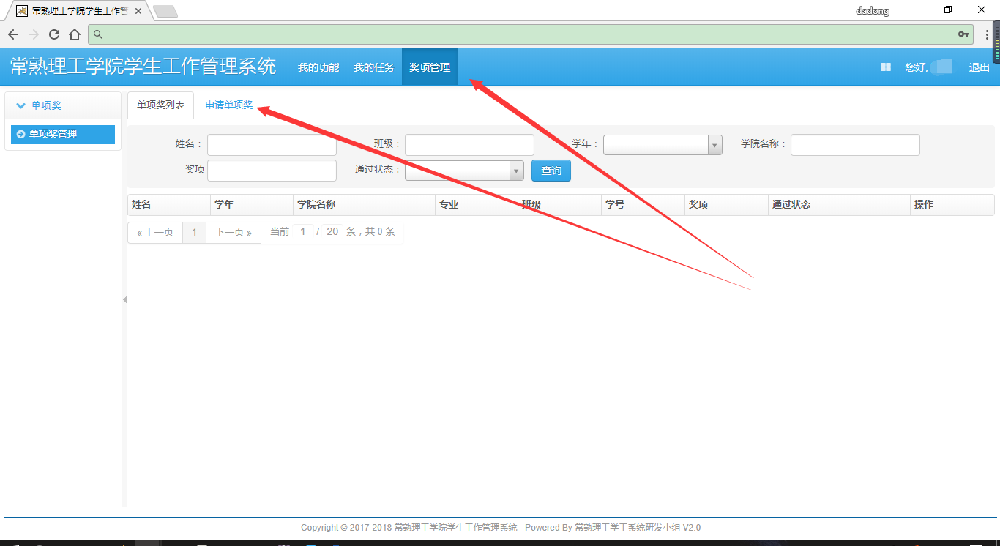 常熟理工学院学生工作管
dadong
常熟理工学院学生工作管理系统 我的功能 我的任务 奖项管理 您好, 退出
单项奖 单项奖列表 申请单项奖
单项奖管理
姓名： 班级： 学年： 学院名称：
奖项 通过状态： 查询
姓名 学年 学院名称 专业 班级 学号 奖项 通过状态 操作
« 上一页 1 下一页 » 当前 1 / 20 条，共 0 条
Copyright © 2017-2018 常熟理工学院学生工作管理系统 - Powered By 常熟理工学工系统研发小组 V2.0